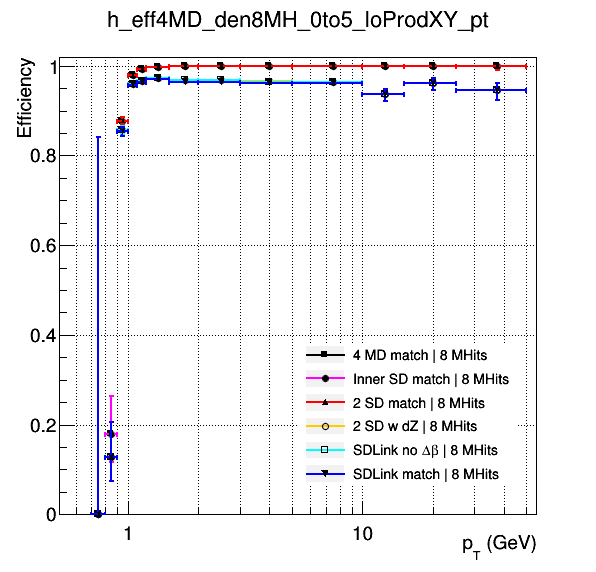 h_eff4MD_den8MH_0to5_loProdXY_pt
Efficiency
1
0.8
0.6
0.4
0.2
0
4 MD match | 8 MHits
Inner SD match | 8 MHits
2 SD match | 8 MHits
2 SD w dZ | 8 MHits
SDLink no Δβ | 8 MHits
SDLink match | 8 MHits
1
10
p_T (GeV)